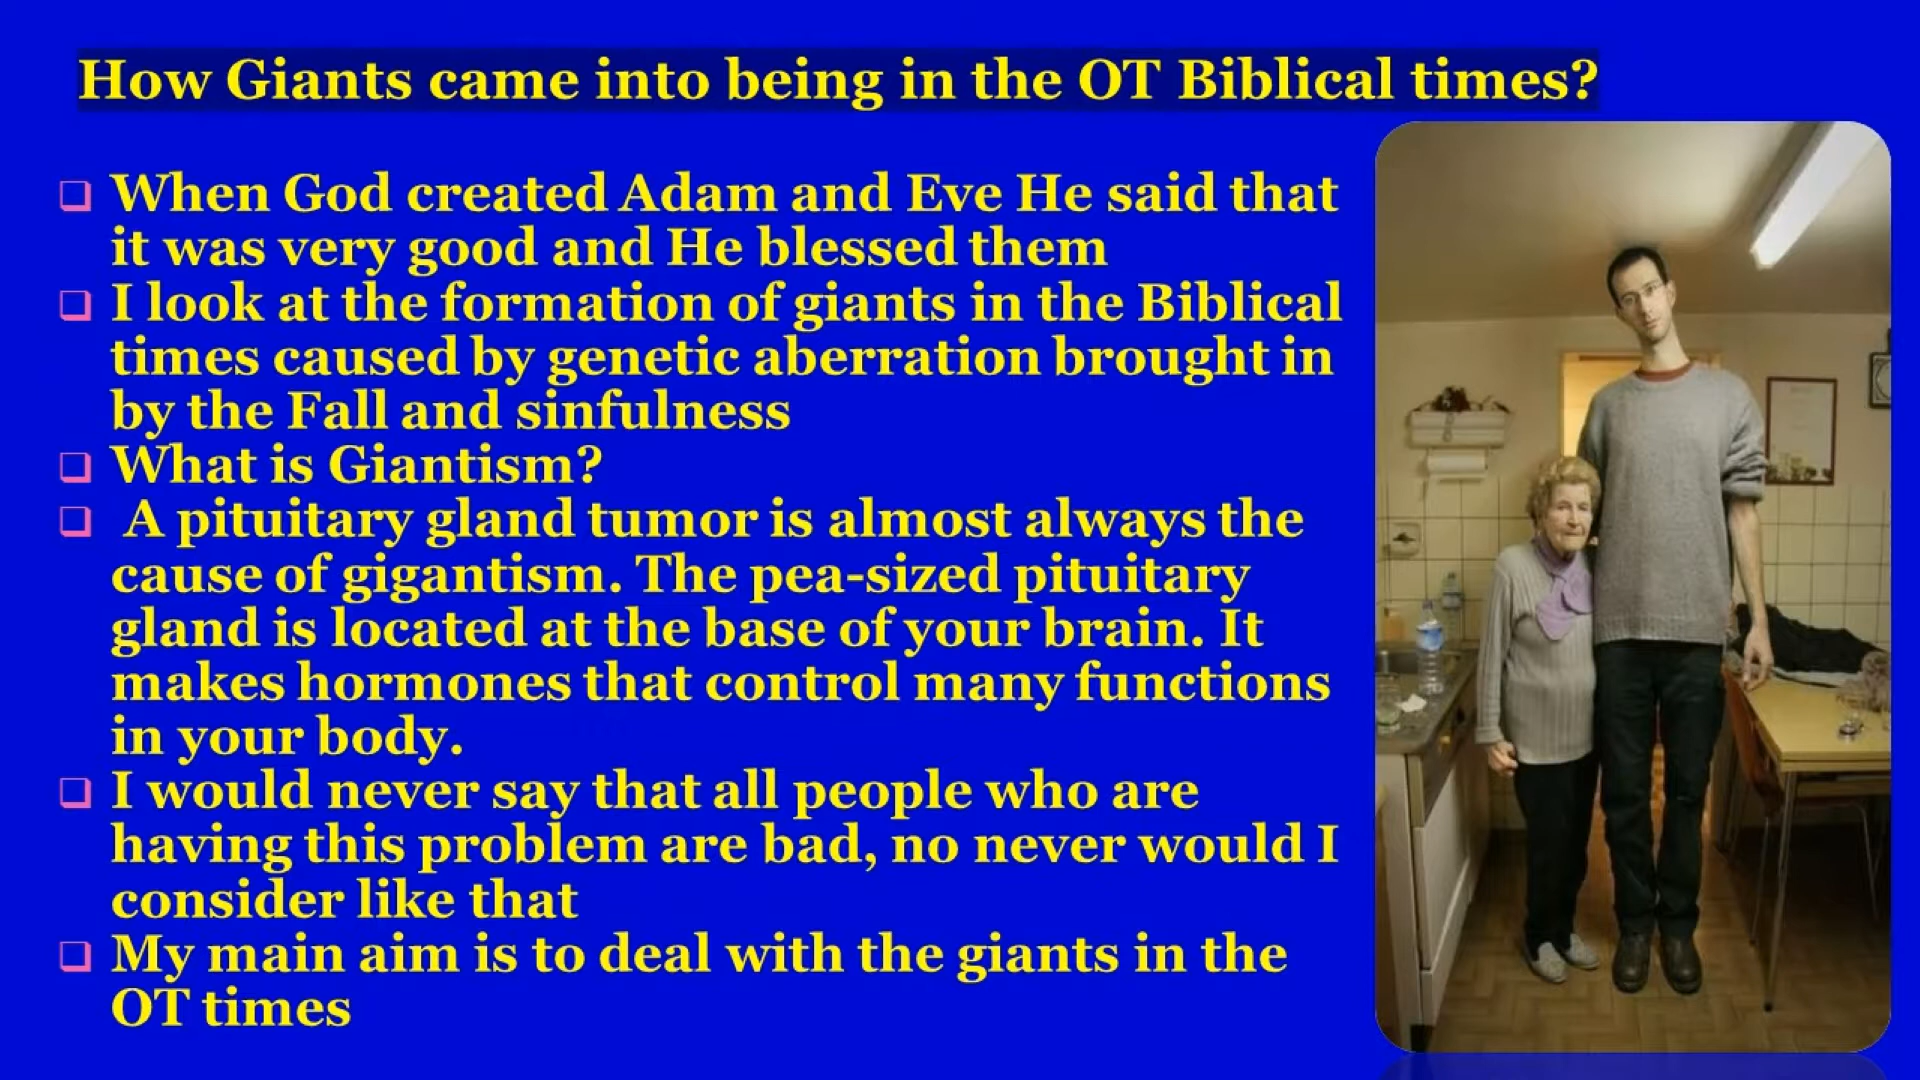 How Giants came into being in the OT Biblical times?
When God created Adam and Eve He said that
it was very good and He blessed them
I look at the formation of giants in the Biblical
times caused by genetic aberration brought in
by the Fall and sinfulness
What is Giantism?
A pituitary gland tumor is almost always the
cause of gigantism. The pea-sized pituitary
gland is located at the base of your brain. It
makes hormones that control many functions
in your body.
I would never say that all people who are
having this problem are bad, no never would I
consider like that
My main aim is to deal with the giants in the
OT times